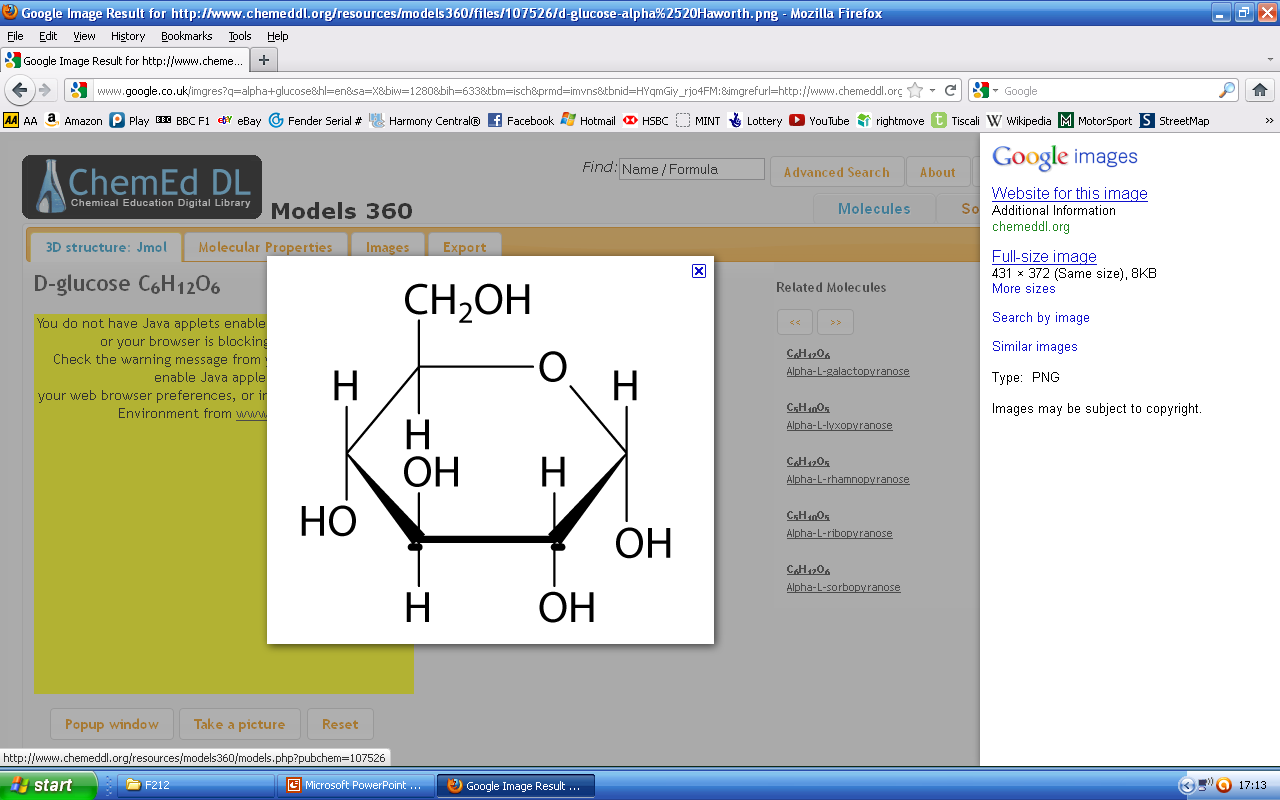 Google Image Result for http://www.chemeddl.org/resources/models360/files/107526/d-glucose-alpha%2520Haworth.png - Mozilla Firefox
File Edit View History Bookmarks Tools Help
Google Image Result for http://www.cheme...
www.google.co.uk/imgres?q=alpha+glucose&hl=en&sa=X&biw=1280&bih=633&tbm=isch&prmd=imvns&tbnid=HYqmGiy_rjo4FM:&imgrefurl=http://www.chemeddl.org
Google
AA Amazon Play BBC F1 eBay Fender Serial # Harmony Central® Facebook Hotmail HSBC MINT Lottery YouTube rightmove Tiscali Wikipedia MotorSport StreetMap »
ChemEd DL
Chemical Education Digital Library
Models 360
Find: Name / Formula
Advanced Search
About
Molecules
So
3D structure: Jmol
Molecular Properties
Images
Export
D-glucose C6H12O6
You do not have Java applets enable
or your browser is blocking
Check the warning message from
enable Java apple
your web browser preferences, or in
Environment from www
CH2OH
O
H
H
H
OH
H
HO
OH
H
OH
Related Molecules
<<
>>
C6H12O6
Alpha-L-galactopyranose
C5H10O5
Alpha-L-lyxopyranose
C6H12O5
Alpha-L-rhamnopyranose
C5H10O5
Alpha-L-ribopyranose
C6H12O6
Alpha-L-sorbopyranose
Popup window
Take a picture
Reset
Google images
Website for this image
Additional Information
chemeddl.org
Full-size image
431 × 372 (Same size), 8KB
More sizes
Search by image
Similar images
Type: PNG
Images may be subject to copyright.
http://www.chemeddl.org/resources/models360/models.php?pubchem=107526
start
F212
Microsoft PowerPoint ...
Google Image Result ...
17:13